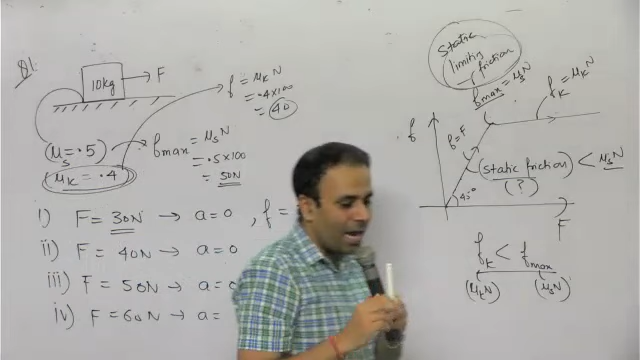 Q1
10kg → F
μs = .5
μk = .4
f = μk N
= .4×100
= 40
fmax = μs N
= .5×100
= 50N
i) F = 30N → a=0 , f =
ii) F = 40N → a=0
iii) F = 50N → a=0
iv) F = 60N → a =
Static
limiting
friction
fmax = μs N
fk = μk N
f
f=F
(static friction) < μs N
(?)
45°
F
fk < fmax
(μk N) (μs N)